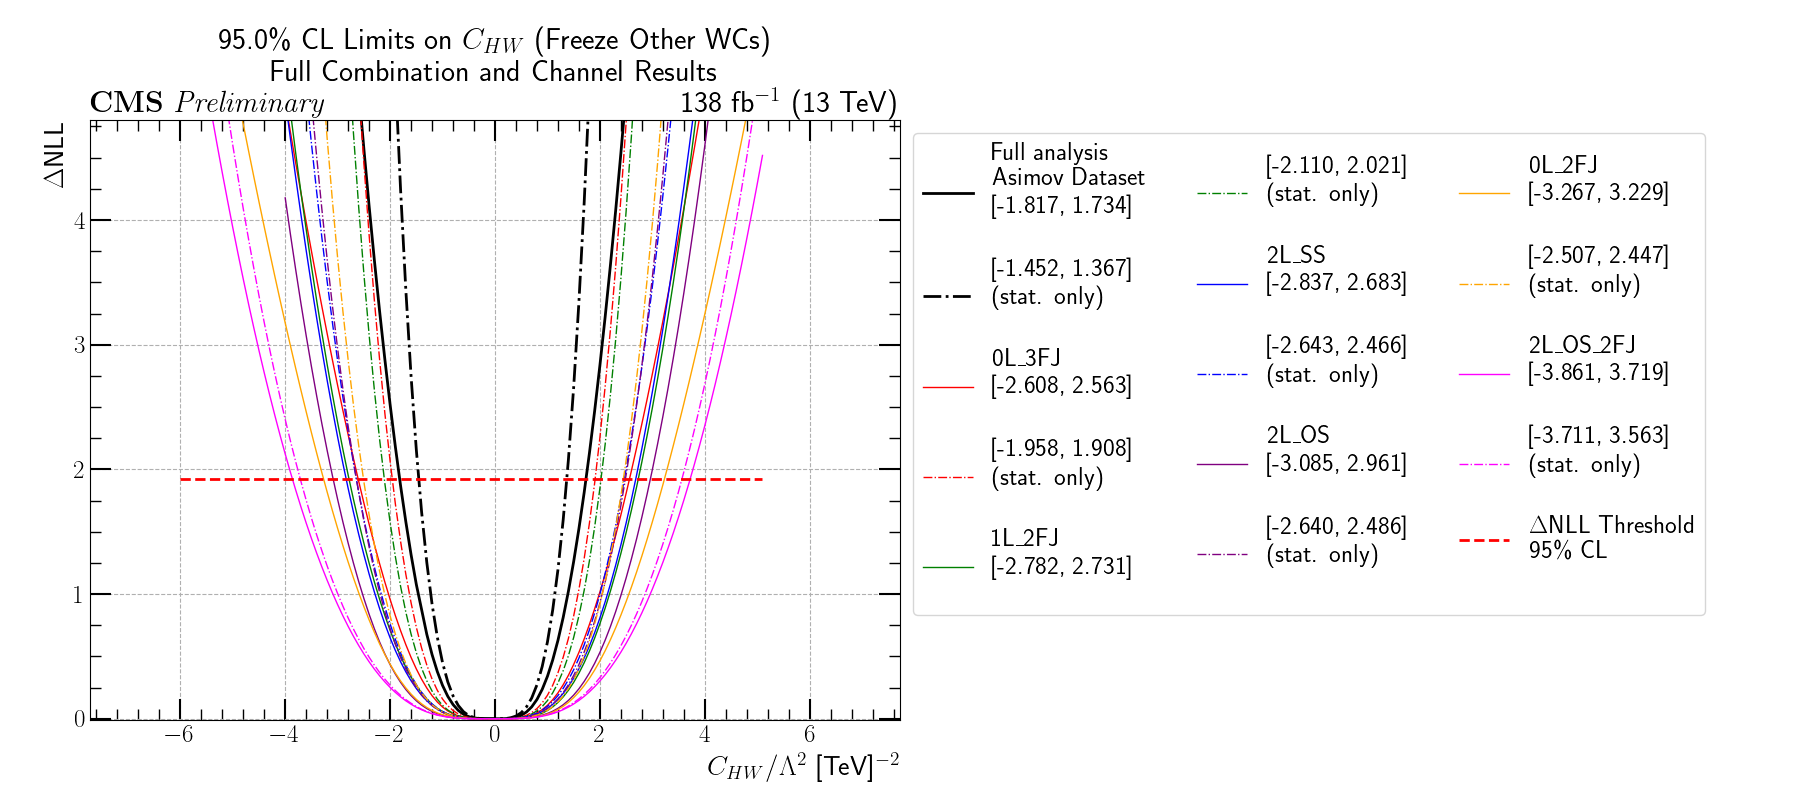 95.0% CL Limits on C_{HW} (Freeze Other WCs)
Full Combination and Channel Results
CMS Preliminary
138 fb^{-1} (13 TeV)
ΔNLL
4
3
2
1
0
−6
−4
−2
0
2
4
6
C_{HW}/Λ^2 [TeV]^{−2}
Full analysis
Asimov Dataset
[-1.817, 1.734]
[-1.452, 1.367]
(stat. only)
0L_3FJ
[-2.608, 2.563]
[-1.958, 1.908]
(stat. only)
1L_2FJ
[-2.782, 2.731]
[-2.110, 2.021]
(stat. only)
2L_SS
[-2.837, 2.683]
[-2.643, 2.466]
(stat. only)
2L_OS
[-3.085, 2.961]
[-2.640, 2.486]
(stat. only)
0L_2FJ
[-3.267, 3.229]
[-2.507, 2.447]
(stat. only)
2L_OS_2FJ
[-3.861, 3.719]
[-3.711, 3.563]
(stat. only)
ΔNLL Threshold
95% CL